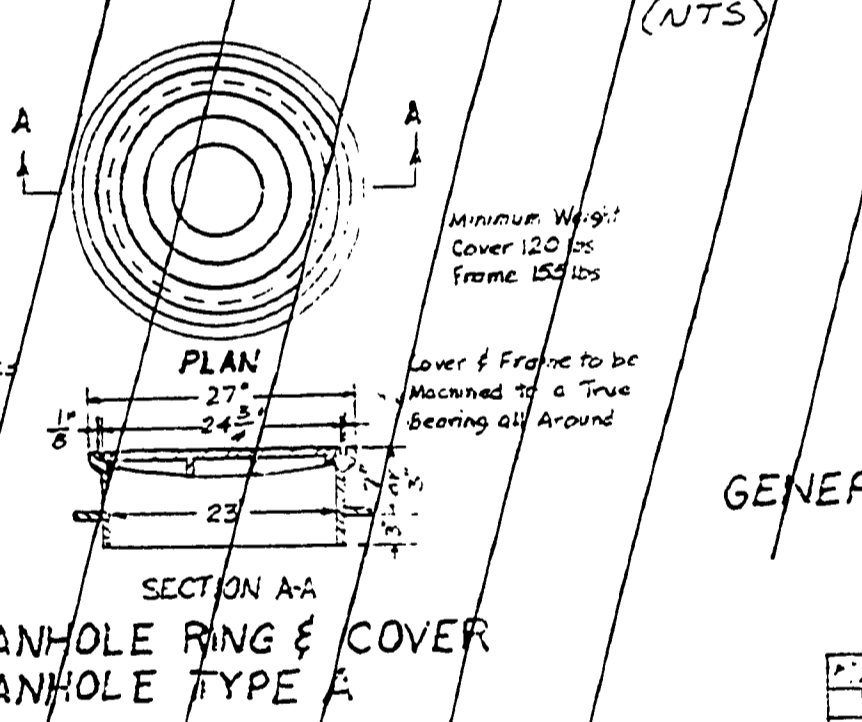 (NTS)
A A
Minimum Weight
Cover 120 lbs
Frame 155 lbs
PLAN
Cover & Frame to be
Machined to a True
Bearing all Around
27"
1/8" 24 3/4"
23"
3"
GENER
SECTION A-A
ANHOLE RING & COVER
ANHOLE TYPE A